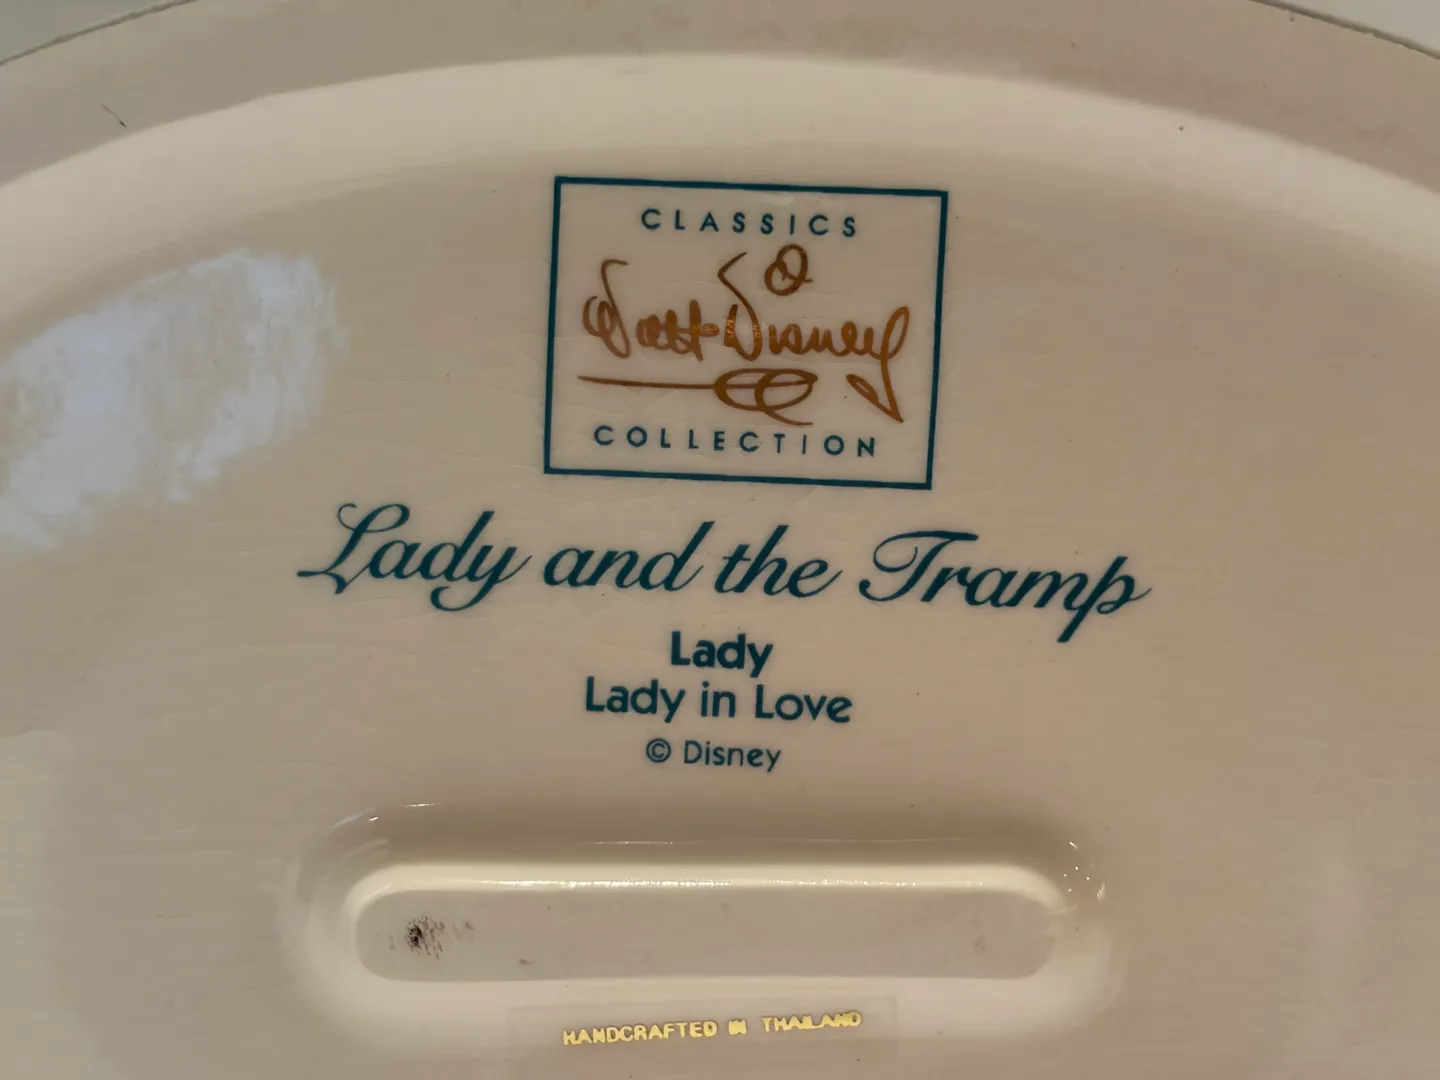 CLASSICS
Walt Disney
COLLECTION
Lady and the Tramp
Lady
Lady in Love
© Disney
HANDCRAFTED IN THAILAND